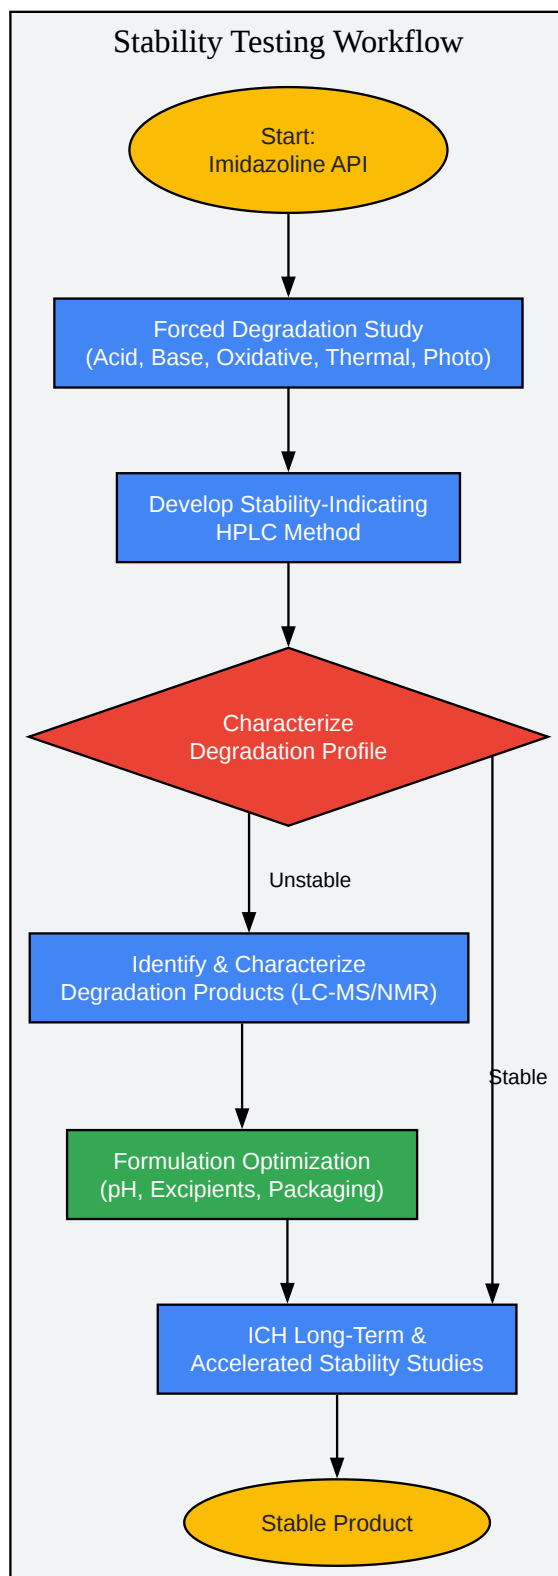 Stability Testing Workflow
Start:
Imidazoline API
Forced Degradation Study
(Acid, Base, Oxidative, Thermal, Photo)
Develop Stability-Indicating
HPLC Method
Characterize
Degradation Profile
Unstable
Identify & Characterize
Degradation Products (LC-MS/NMR)
Stable
Formulation Optimization
(pH, Excipients, Packaging)
ICH Long-Term &
Accelerated Stability Studies
Stable Product